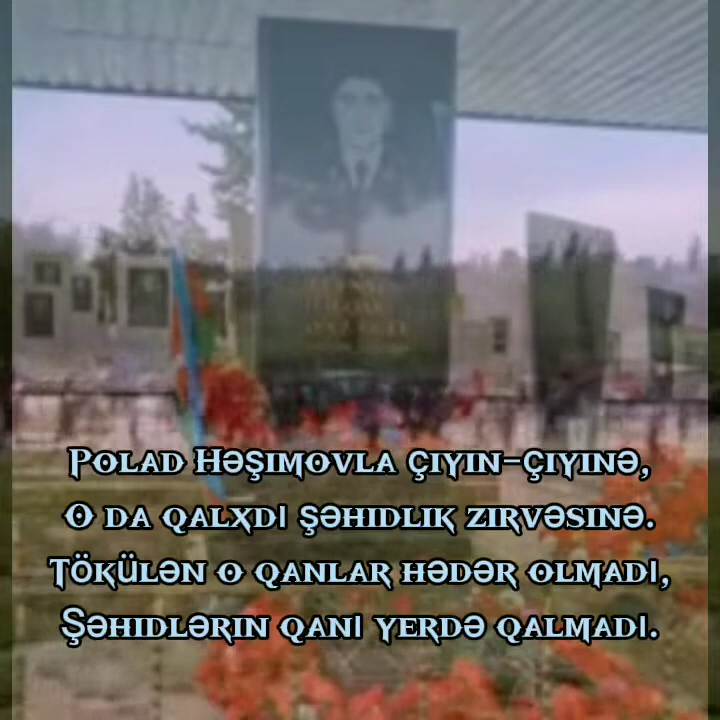 Polad Həşimovla çiyin-çiyinə,
O da qalxdı şəhidlik zirvəsinə.
Tökülən o qanlar hədər olmadı,
Şəhidlərin qanı yerdə qalmadı.